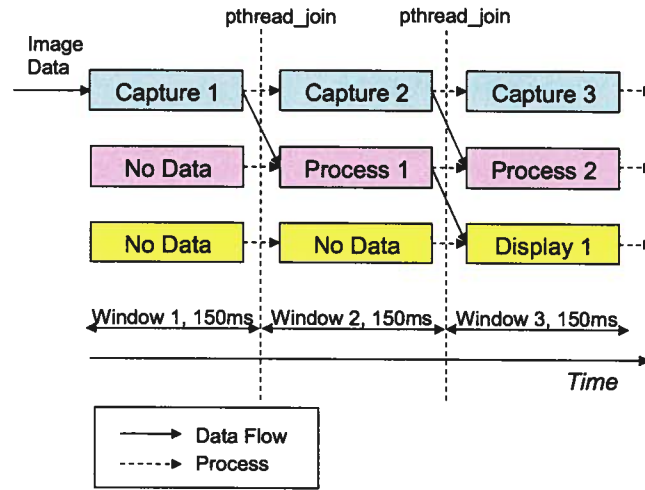 pthread_join pthread_join
Image
Data
Capture 1 Capture 2 Capture 3
No Data Process 1 Process 2
No Data No Data Display 1
Window 1, 150ms Window 2, 150ms Window 3, 150ms
Time
Data Flow
Process